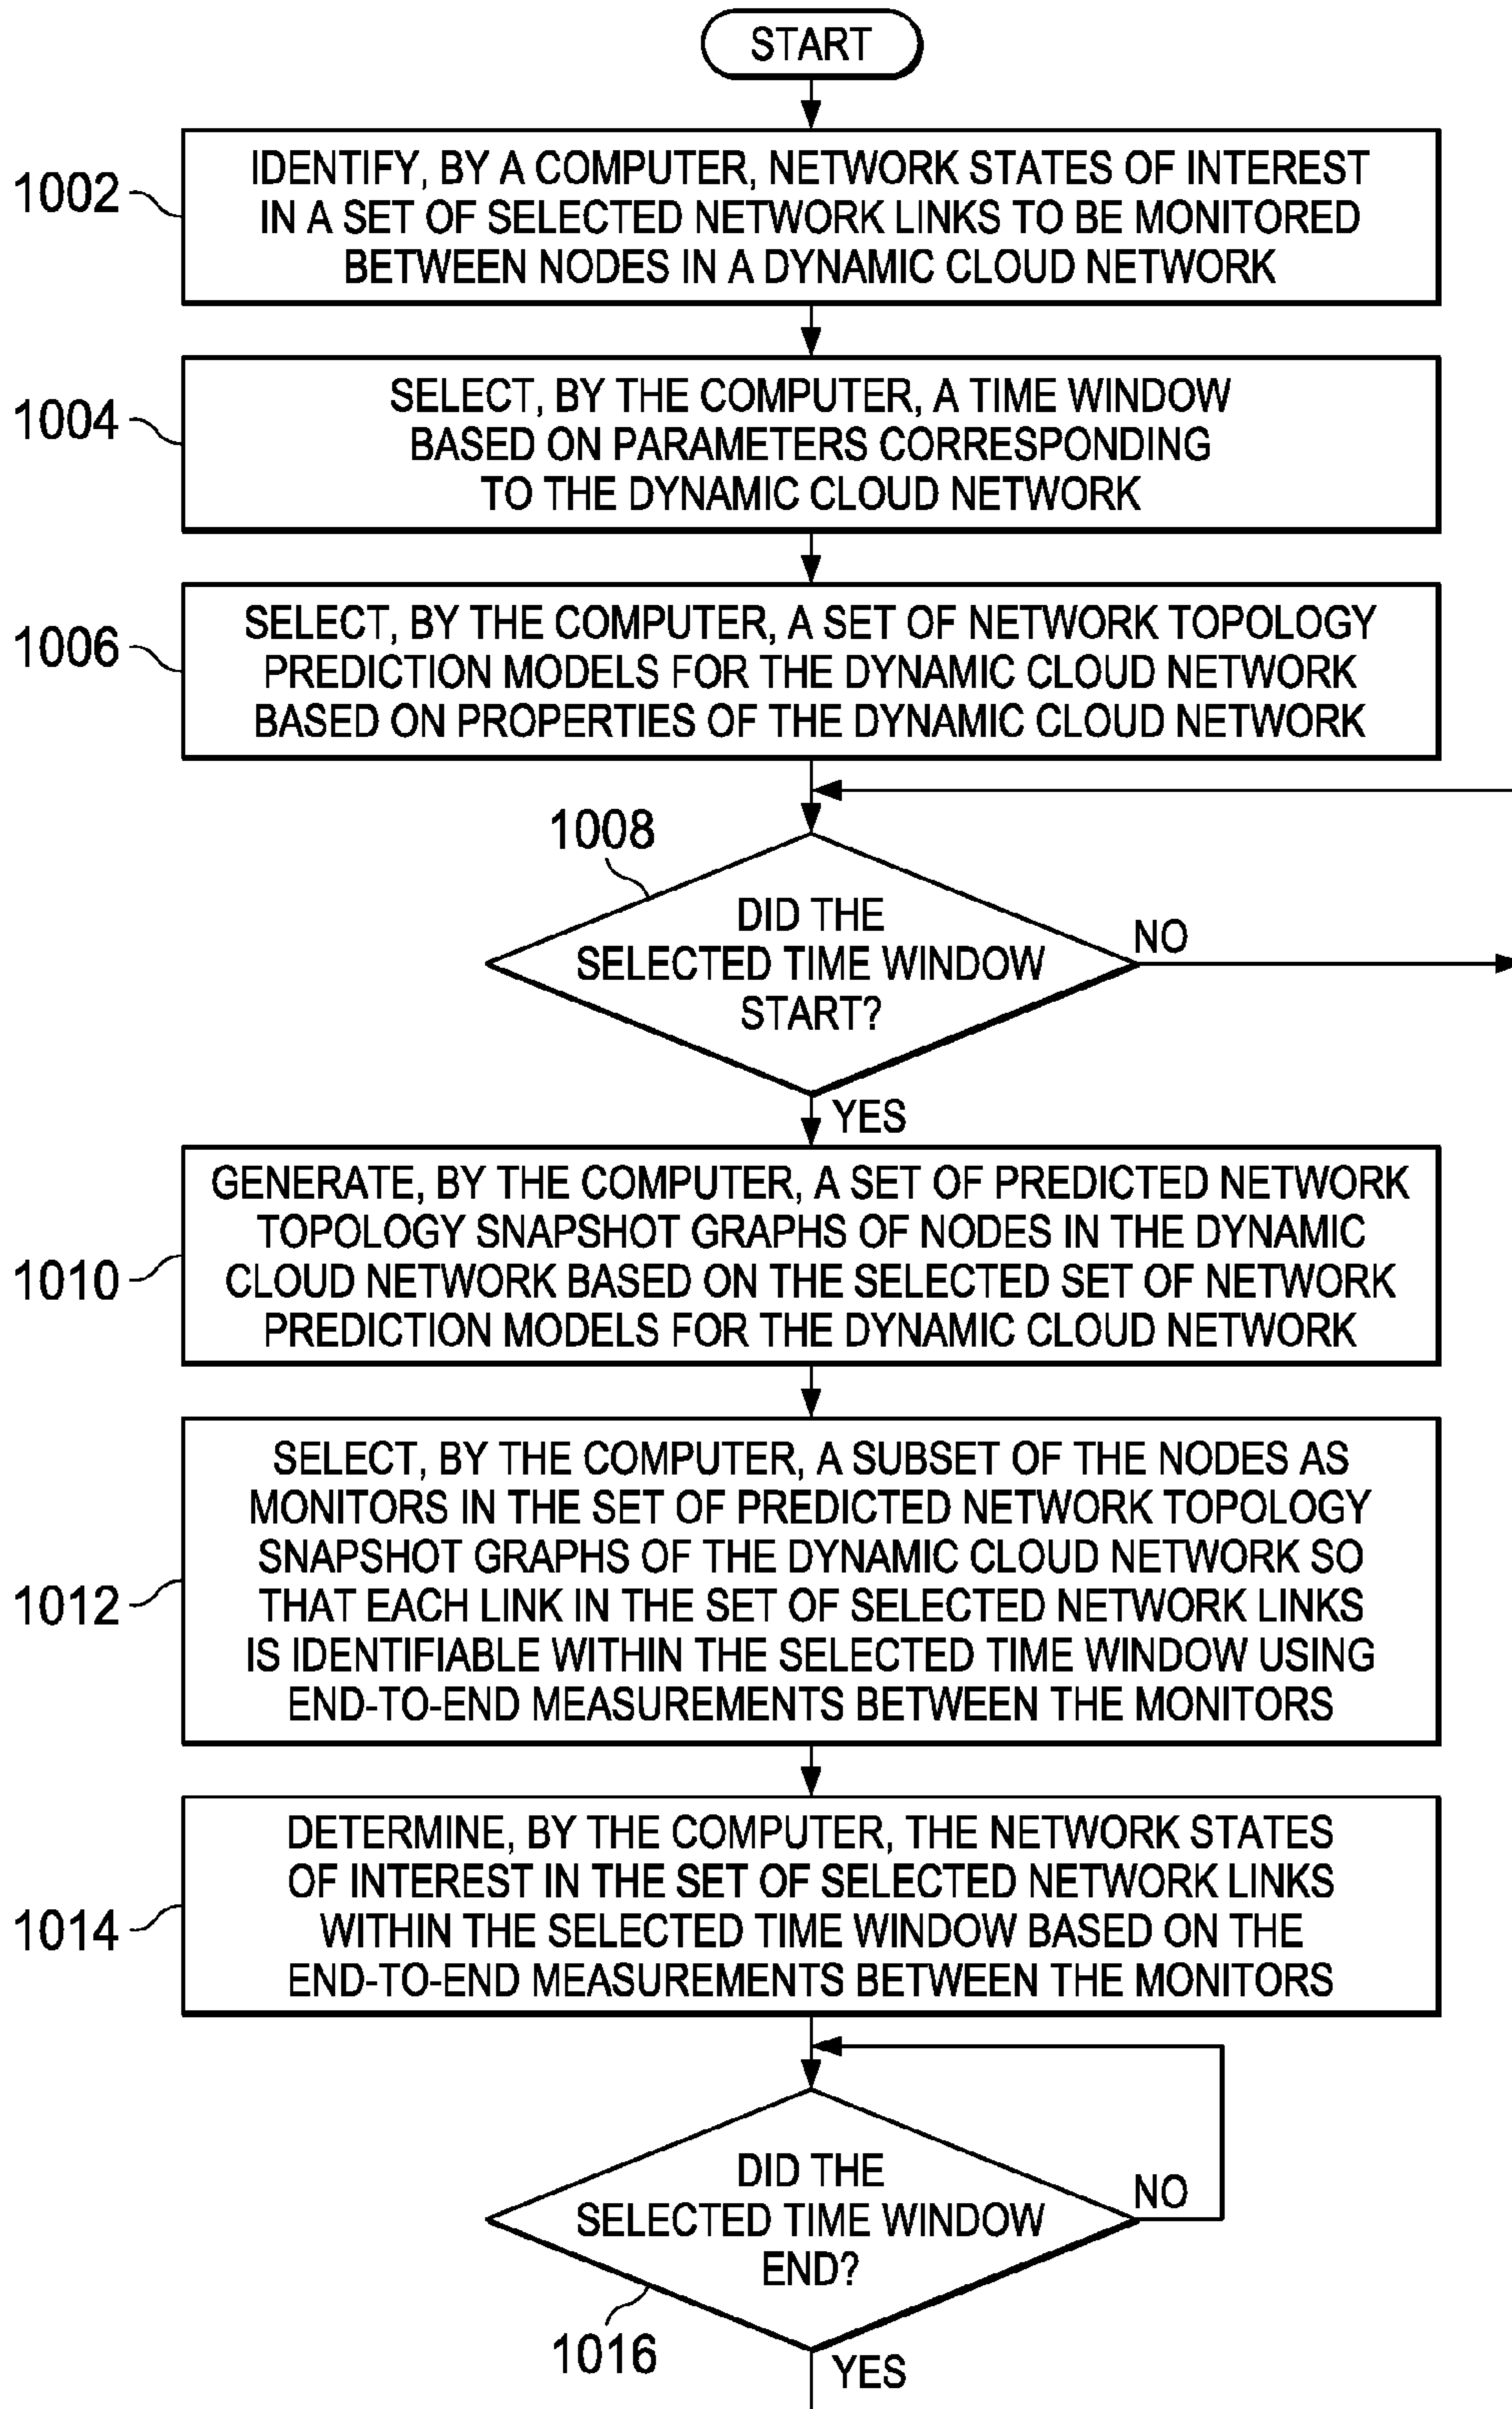 START
1002
IDENTIFY, BY A COMPUTER, NETWORK STATES OF INTEREST
IN A SET OF SELECTED NETWORK LINKS TO BE MONITORED
BETWEEN NODES IN A DYNAMIC CLOUD NETWORK
1004
SELECT, BY THE COMPUTER, A TIME WINDOW
BASED ON PARAMETERS CORRESPONDING
TO THE DYNAMIC CLOUD NETWORK
1006
SELECT, BY THE COMPUTER, A SET OF NETWORK TOPOLOGY
PREDICTION MODELS FOR THE DYNAMIC CLOUD NETWORK
BASED ON PROPERTIES OF THE DYNAMIC CLOUD NETWORK
1008
DID THE
SELECTED TIME WINDOW
START?
NO
YES
1010
GENERATE, BY THE COMPUTER, A SET OF PREDICTED NETWORK
TOPOLOGY SNAPSHOT GRAPHS OF NODES IN THE DYNAMIC
CLOUD NETWORK BASED ON THE SELECTED SET OF NETWORK
PREDICTION MODELS FOR THE DYNAMIC CLOUD NETWORK
1012
SELECT, BY THE COMPUTER, A SUBSET OF THE NODES AS
MONITORS IN THE SET OF PREDICTED NETWORK TOPOLOGY
SNAPSHOT GRAPHS OF THE DYNAMIC CLOUD NETWORK SO
THAT EACH LINK IN THE SET OF SELECTED NETWORK LINKS
IS IDENTIFIABLE WITHIN THE SELECTED TIME WINDOW USING
END-TO-END MEASUREMENTS BETWEEN THE MONITORS
1014
DETERMINE, BY THE COMPUTER, THE NETWORK STATES
OF INTEREST IN THE SET OF SELECTED NETWORK LINKS
WITHIN THE SELECTED TIME WINDOW BASED ON THE
END-TO-END MEASUREMENTS BETWEEN THE MONITORS
DID THE
SELECTED TIME WINDOW
END?
NO
1016
YES